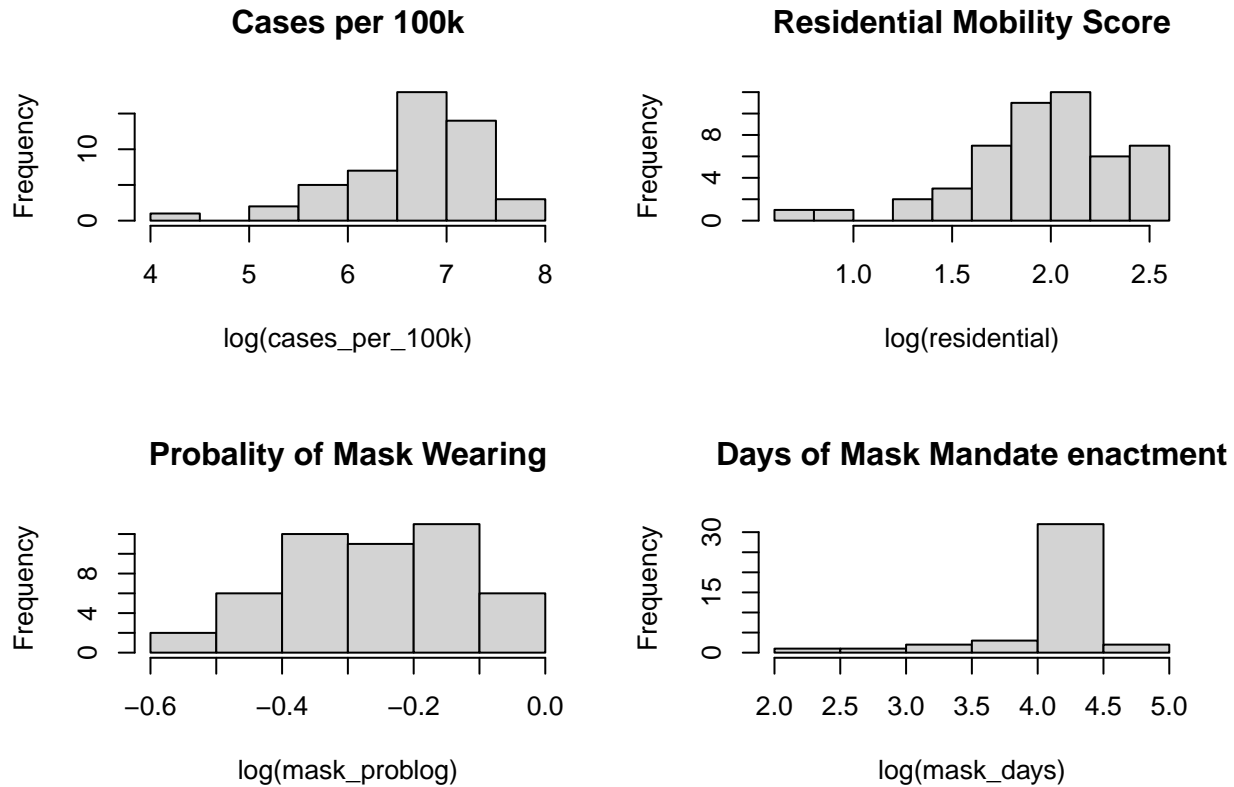 Cases per 100k
Frequency
0
10
4
5
6
7
8
log(cases_per_100k)
Residential Mobility Score
Frequency
0
4
8
1.0
1.5
2.0
2.5
log(residential)
Probality of Mask Wearing
Frequency
0
4
8
−0.6
−0.4
−0.2
0.0
log(mask_problog)
Days of Mask Mandate enactment
Frequency
0
15
30
2.0
2.5
3.0
3.5
4.0
4.5
5.0
log(mask_days)